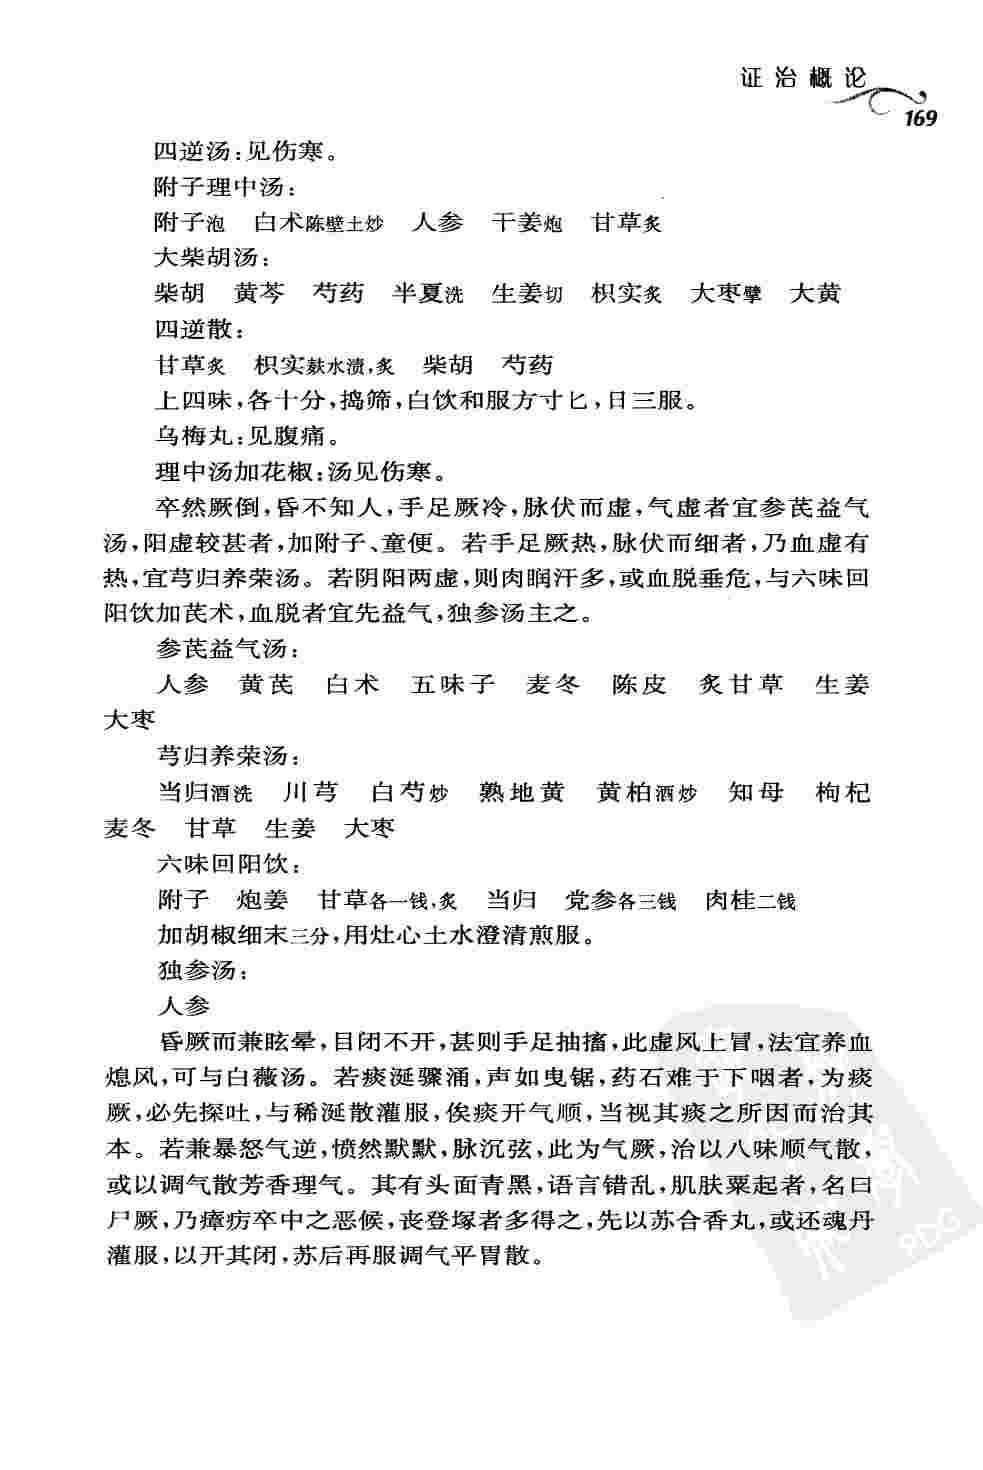 证治概论
169
四逆汤：见伤寒。
附子理中汤：
附子泡　白术陈壁土炒　人参　干姜炮　甘草炙
大柴胡汤：
柴胡　黄芩　芍药　半夏洗　生姜切　枳实炙　大枣擘　大黄
四逆散：
甘草炙　枳实麸水渍，炙　柴胡　芍药
上四味，各十分，捣筛，白饮和服方寸匕，日三服。
乌梅丸：见腹痛。
理中汤加花椒：汤见伤寒。
卒然厥倒，昏不知人，手足厥冷，脉伏而虚，气虚者宜参芪益气
汤，阳虚较甚者，加附子、童便。若手足厥热，脉伏而细者，乃血虚有
热，宜芎归养荣汤。若阴阳两虚，则肉𥆧汗多，或血脱垂危，与六味回
阳饮加芪术，血脱者宜先益气，独参汤主之。
参芪益气汤：
人参　黄芪　白术　五味子　麦冬　陈皮　炙甘草　生姜
大枣
芎归养荣汤：
当归酒洗　川芎　白芍炒　熟地黄　黄柏酒炒　知母　枸杞
麦冬　甘草　生姜　大枣
六味回阳饮：
附子　炮姜　甘草各一钱，炙　当归　党参各三钱　肉桂二钱
加胡椒细末三分，用灶心土水澄清煎服。
独参汤：
人参
昏厥而兼眩晕，目闭不开，甚则手足抽搐，此虚风上冒，法宜养血
熄风，可与白薇汤。若痰涎骤涌，声如曳锯，药石难于下咽者，为痰
厥，必先探吐，与稀涎散灌服，俟痰开气顺，当视其痰之所因而治其
本。若兼暴怒气逆，愤然默默，脉沉弦，此为气厥，治以八味顺气散，
或以调气散芳香理气。其有头面青黑，语言错乱，肌肤粟起者，名曰
尸厥，乃瘴疠卒中之恶候，丧登塚者多得之，先以苏合香丸，或还魂丹
灌服，以开其闭，苏后再服调气平胃散。
PDG